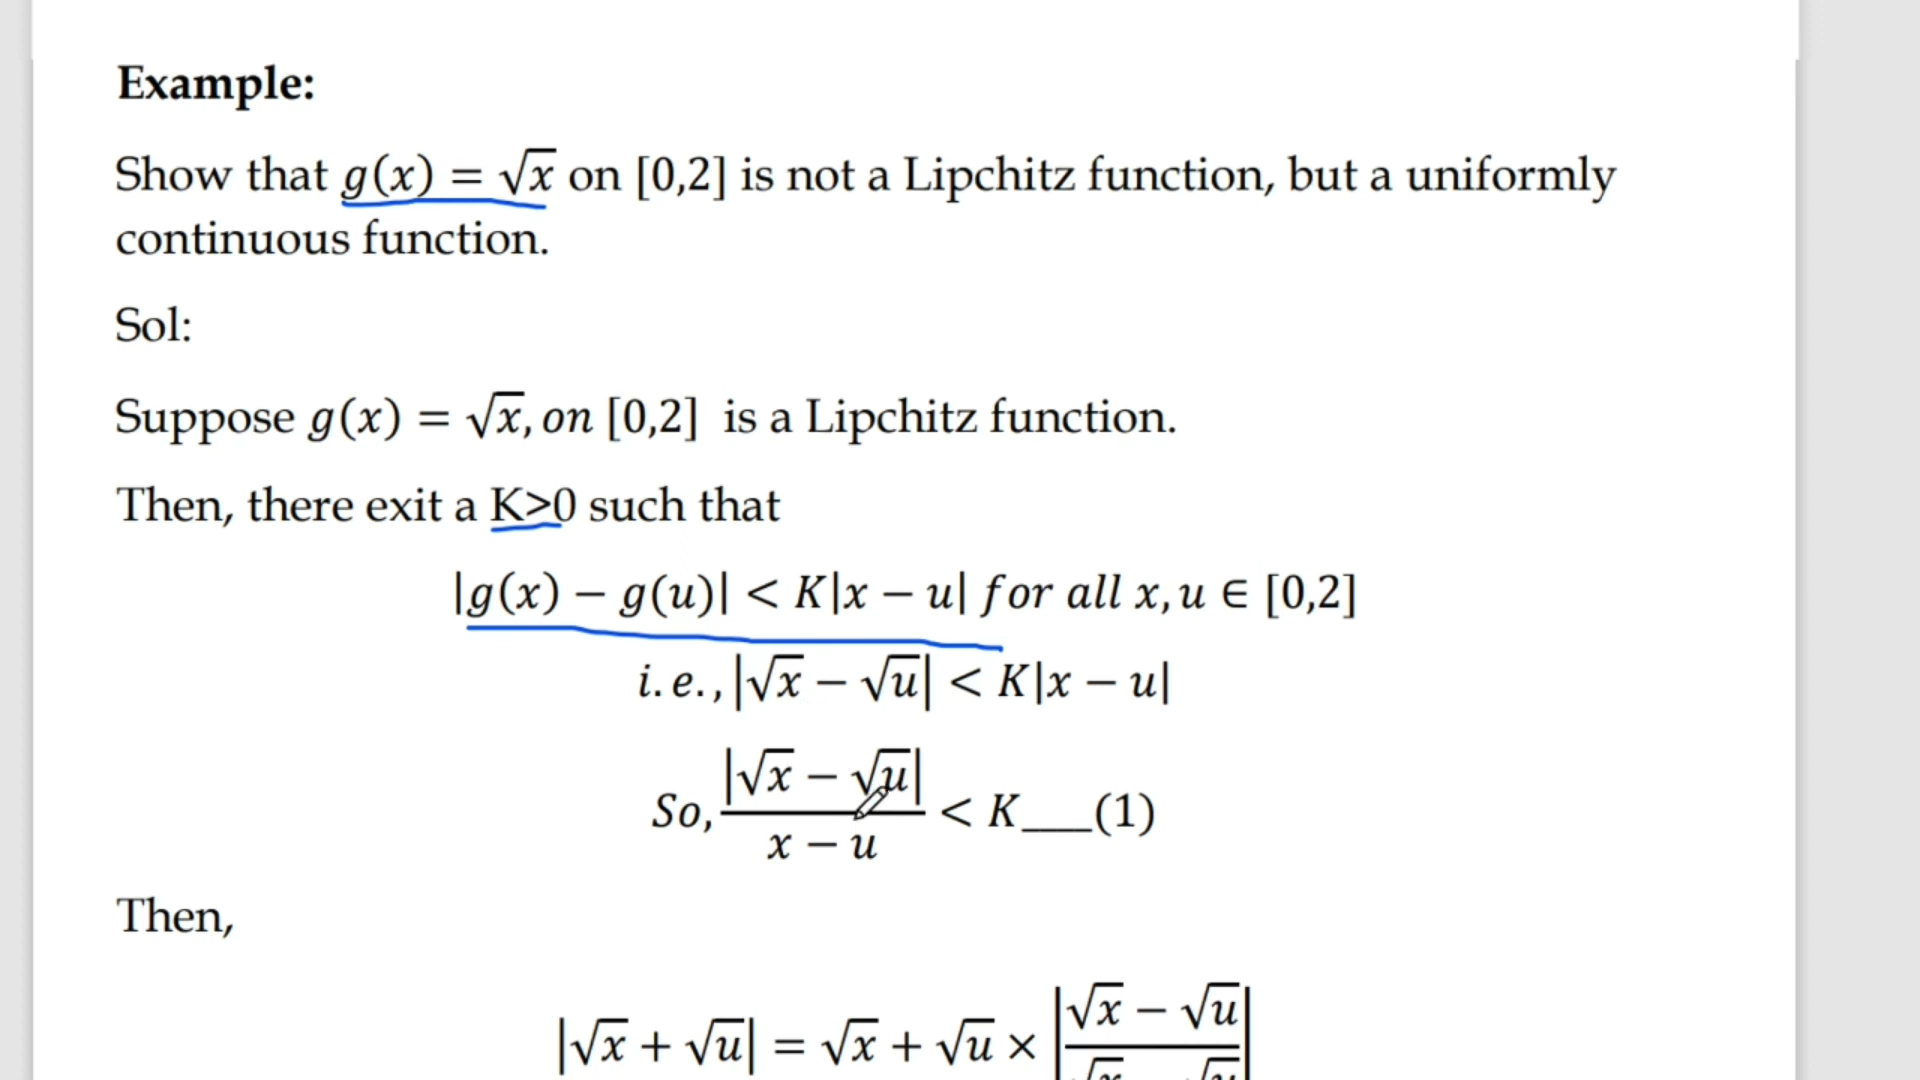 Example:
Show that g(x) = √x on [0,2] is not a Lipchitz function, but a uniformly
continuous function.
Sol:
Suppose g(x) = √x, on [0,2] is a Lipchitz function.
Then, there exit a K>0 such that
|g(x) − g(u)| < K|x − u| for all x, u ∈ [0,2]
i.e., |√x − √u| < K|x − u|
So, |√x − √u| / x − u < K___(1)
Then,
|√x + √u| = √x + √u × |√x − √u|